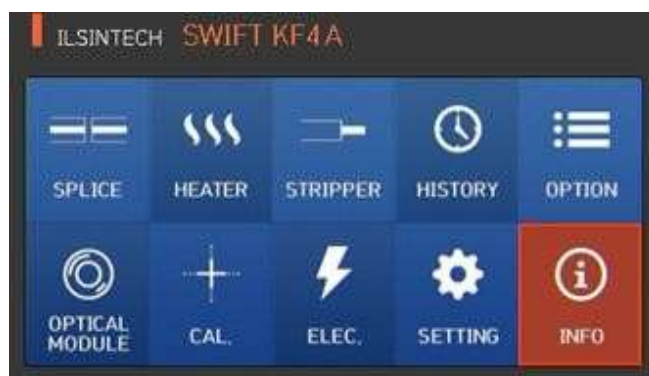 ILSINTECH SWIFT KF4A
SPLICE HEATER STRIPPER HISTORY OPTION
OPTICAL
MODULE CAL. ELEC. SETTING INFO